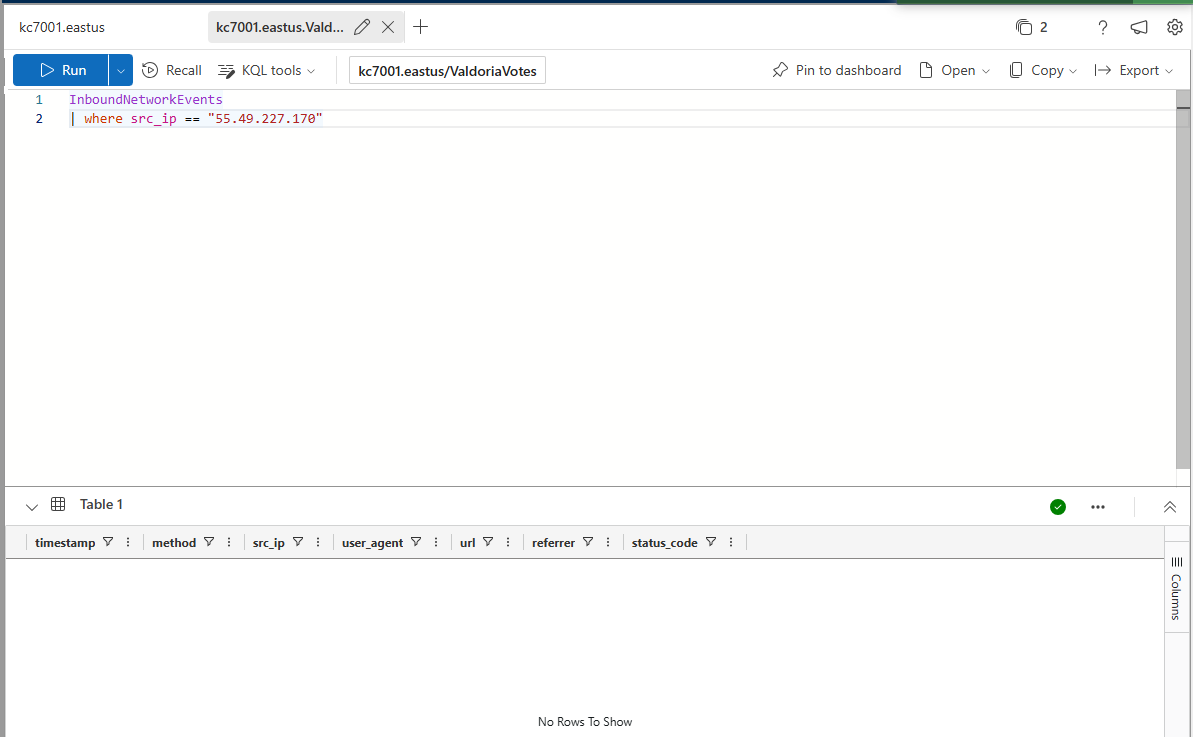 kc7001.eastus
kc7001.eastus.Vald...
2
?
Run
Recall
KQL tools
kc7001.eastus/ValdoriaVotes
Pin to dashboard
Open
Copy
Export
1 InboundNetworkEvents
2 | where src_ip == "55.49.227.170"
Table 1
timestamp method src_ip user_agent url referrer status_code
Columns
No Rows To Show